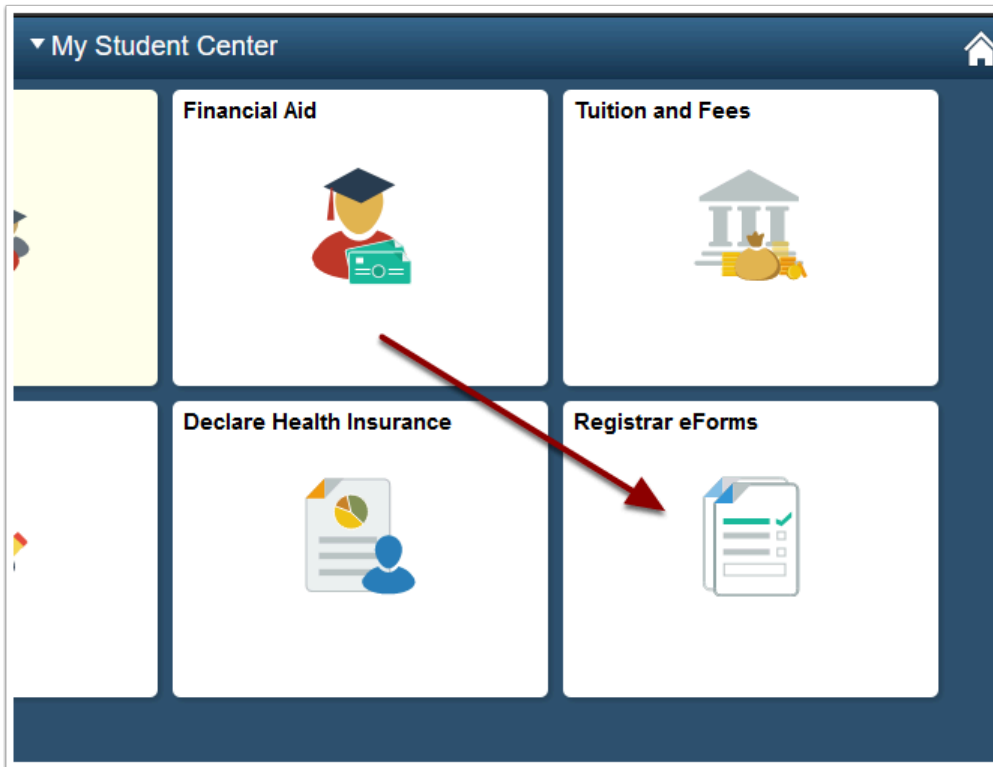 My Student Center
Financial Aid
Tuition and Fees
Declare Health Insurance
Registrar eForms